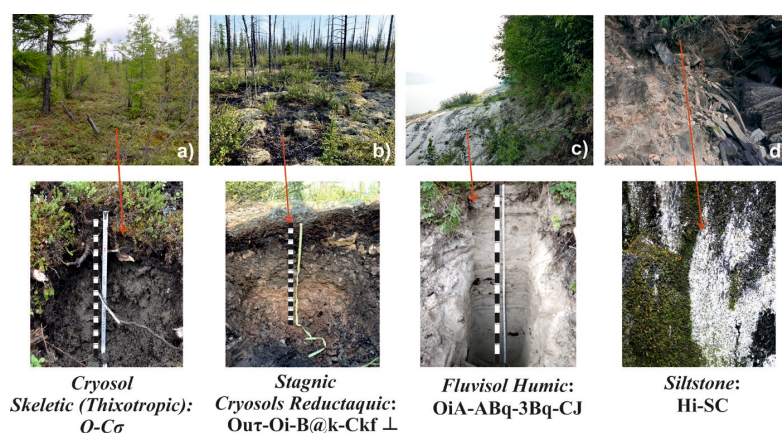 a)
b)
c)
d
Cryosol
Skeletic (Thixotropic):
O-Cσ
Stagnic
Cryosols Reductaquic:
Ouτ-Oi-B@k-Ckf ⊥
Fluvisol Humic:
OiA-ABq-3Bq-CJ
Siltstone:
Hi-SC